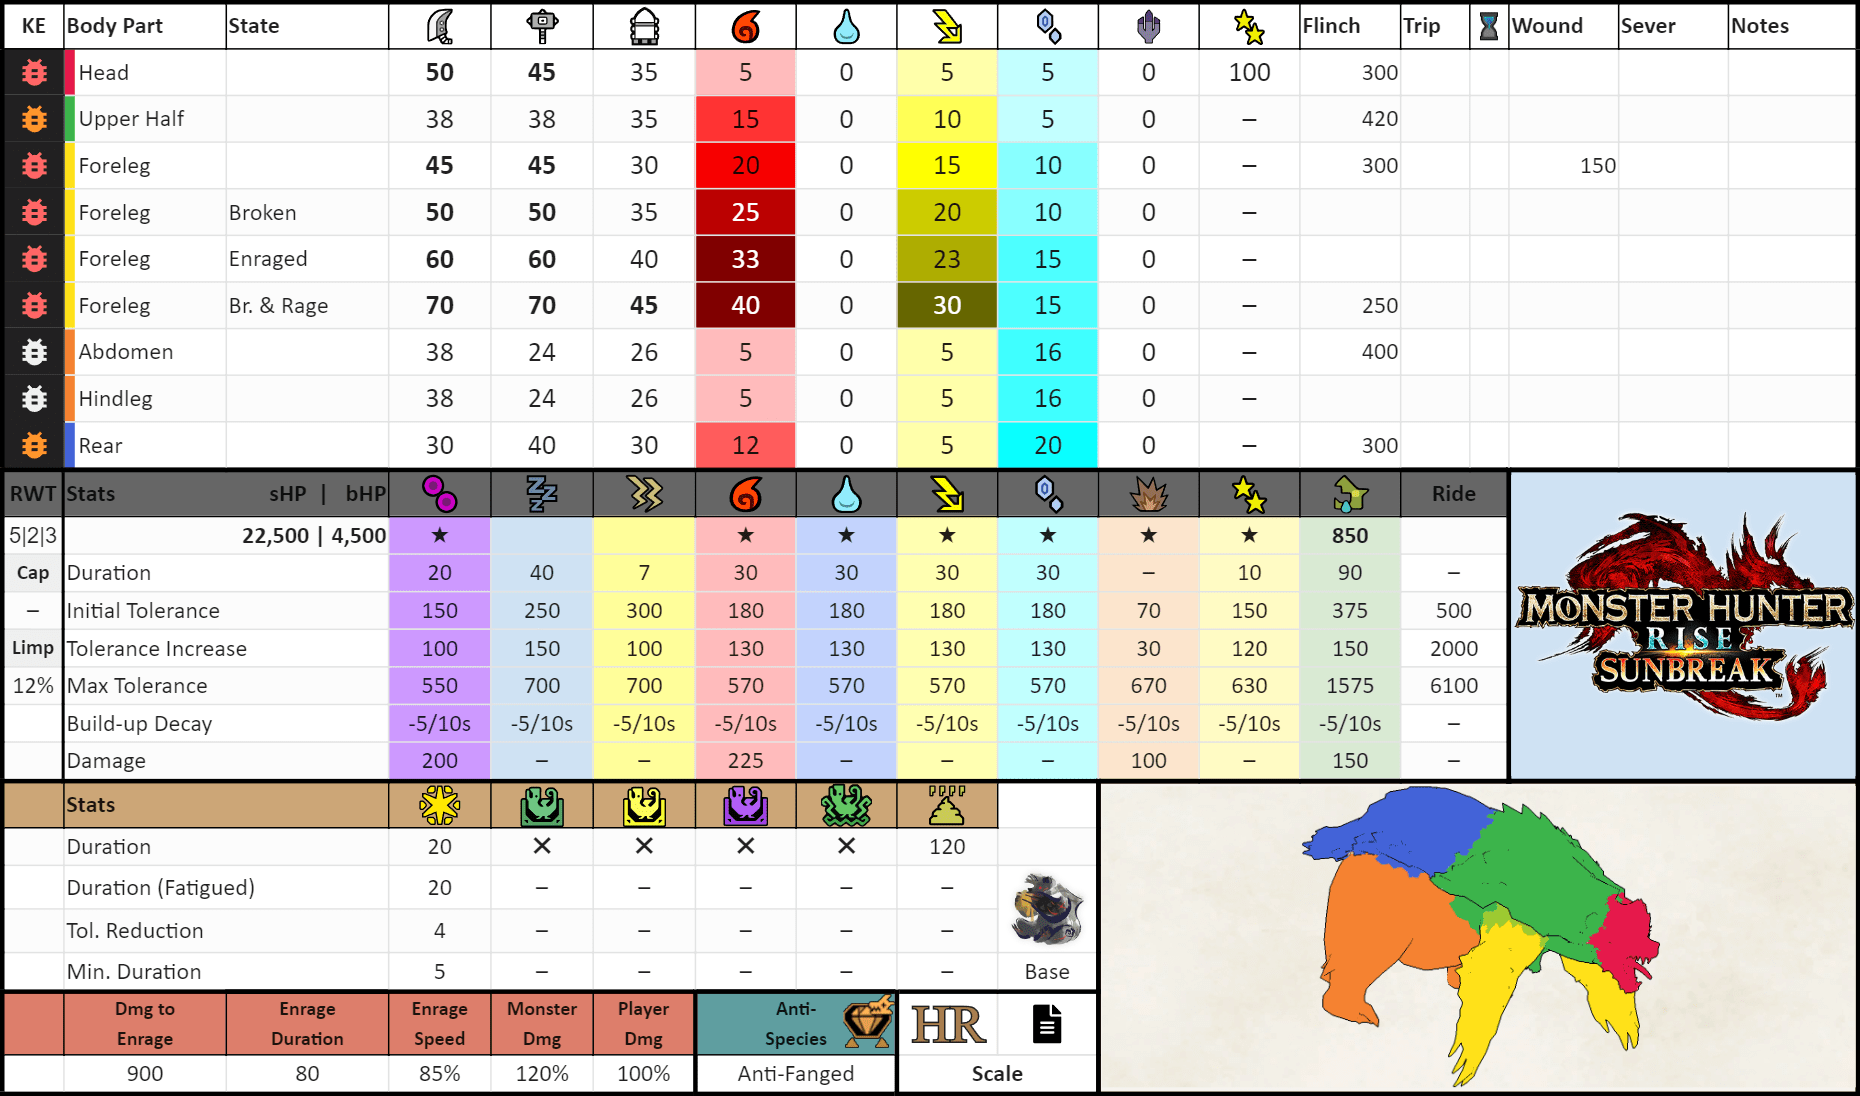 KE Body Part State Flinch Trip Wound Sever Notes
Head 50 45 35 5 0 5 5 0 100 300
Upper Half 38 38 35 15 0 10 5 0 – 420
Foreleg 45 45 30 20 0 15 10 0 – 300 150
Foreleg Broken 50 50 35 25 0 20 10 0 –
Foreleg Enraged 60 60 40 33 0 23 15 0 –
Foreleg Br. & Rage 70 70 45 40 0 30 15 0 – 250
Abdomen 38 24 26 5 0 5 16 0 – 400
Hindleg 38 24 26 5 0 5 16 0 –
Rear 30 40 30 12 0 5 20 0 – 300
RWT Stats sHP | bHP Ride
5|2|3 22,500 | 4,500 ★ ★ ★ ★ ★ ★ ★ 850
Cap Duration 20 40 7 30 30 30 30 – 10 90 –
– Initial Tolerance 150 250 300 180 180 180 180 70 150 375 500
Limp Tolerance Increase 100 150 100 130 130 130 130 30 120 150 2000
12% Max Tolerance 550 700 700 570 570 570 570 670 630 1575 6100
Build-up Decay -5/10s -5/10s -5/10s -5/10s -5/10s -5/10s -5/10s -5/10s -5/10s -5/10s –
Damage 200 – – 225 – – – 100 – 150 –
MONSTER HUNTER
RISE
SUNBREAK
™
Stats
Duration 20 ✕ ✕ ✕ ✕ 120
Duration (Fatigued) 20 – – – – –
Tol. Reduction 4 – – – – –
Min. Duration 5 – – – – – Base
Dmg to Enrage Enrage Monster Player Anti- HR
Enrage Duration Speed Dmg Dmg Species
900 80 85% 120% 100% Anti-Fanged Scale